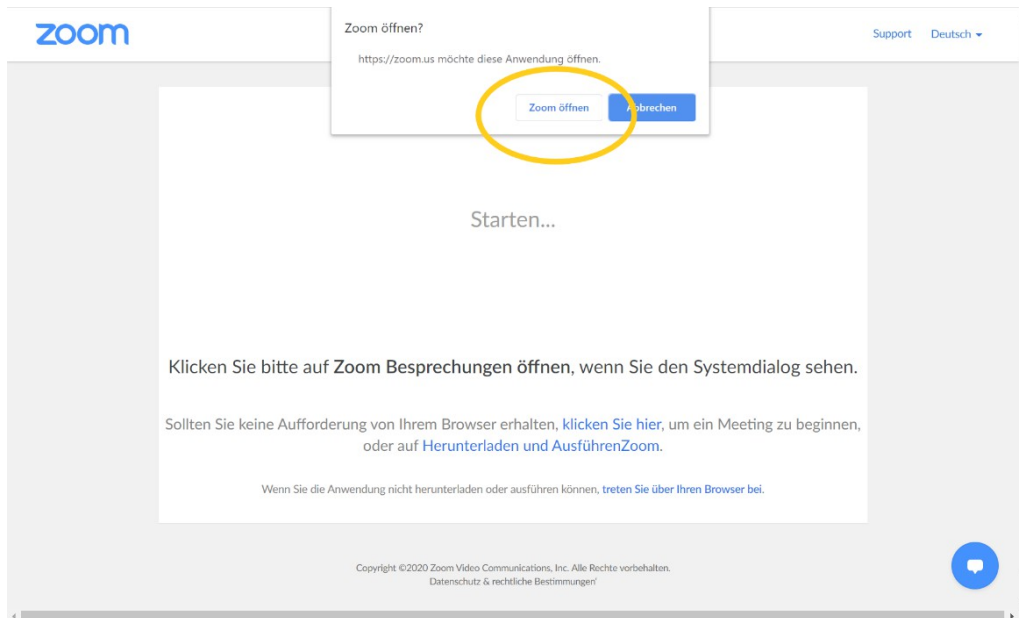 zoom
Zoom öffnen?
https://zoom.us möchte diese Anwendung öffnen.
Zoom öffnen
Abbrechen
Support
Deutsch
Starten...
Klicken Sie bitte auf Zoom Besprechungen öffnen, wenn Sie den Systemdialog sehen.
Sollten Sie keine Aufforderung von Ihrem Browser erhalten, klicken Sie hier, um ein Meeting zu beginnen,
oder auf Herunterladen und AusführenZoom.
Wenn Sie die Anwendung nicht herunterladen oder ausführen können, treten Sie über Ihren Browser bei.
Copyright ©2020 Zoom Video Communications, Inc. Alle Rechte vorbehalten.
Datenschutz & rechtliche Bestimmungen'